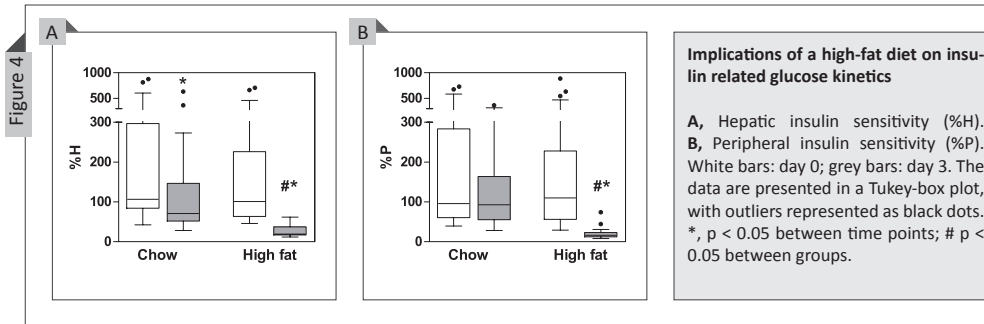 Figure 4
A
B
1000
500
300
200
100
0
%H
*
#*
Chow
High fat
1000
500
300
200
100
0
%P
#*
Chow
High fat
Implications of a high-fat diet on insu-
lin related glucose kinetics
A, Hepatic insulin sensitivity (%H).
B, Peripheral insulin sensitivity (%P).
White bars: day 0; grey bars: day 3. The
data are presented in a Tukey-box plot,
with outliers represented as black dots.
*, p < 0.05 between time points; # p <
0.05 between groups.